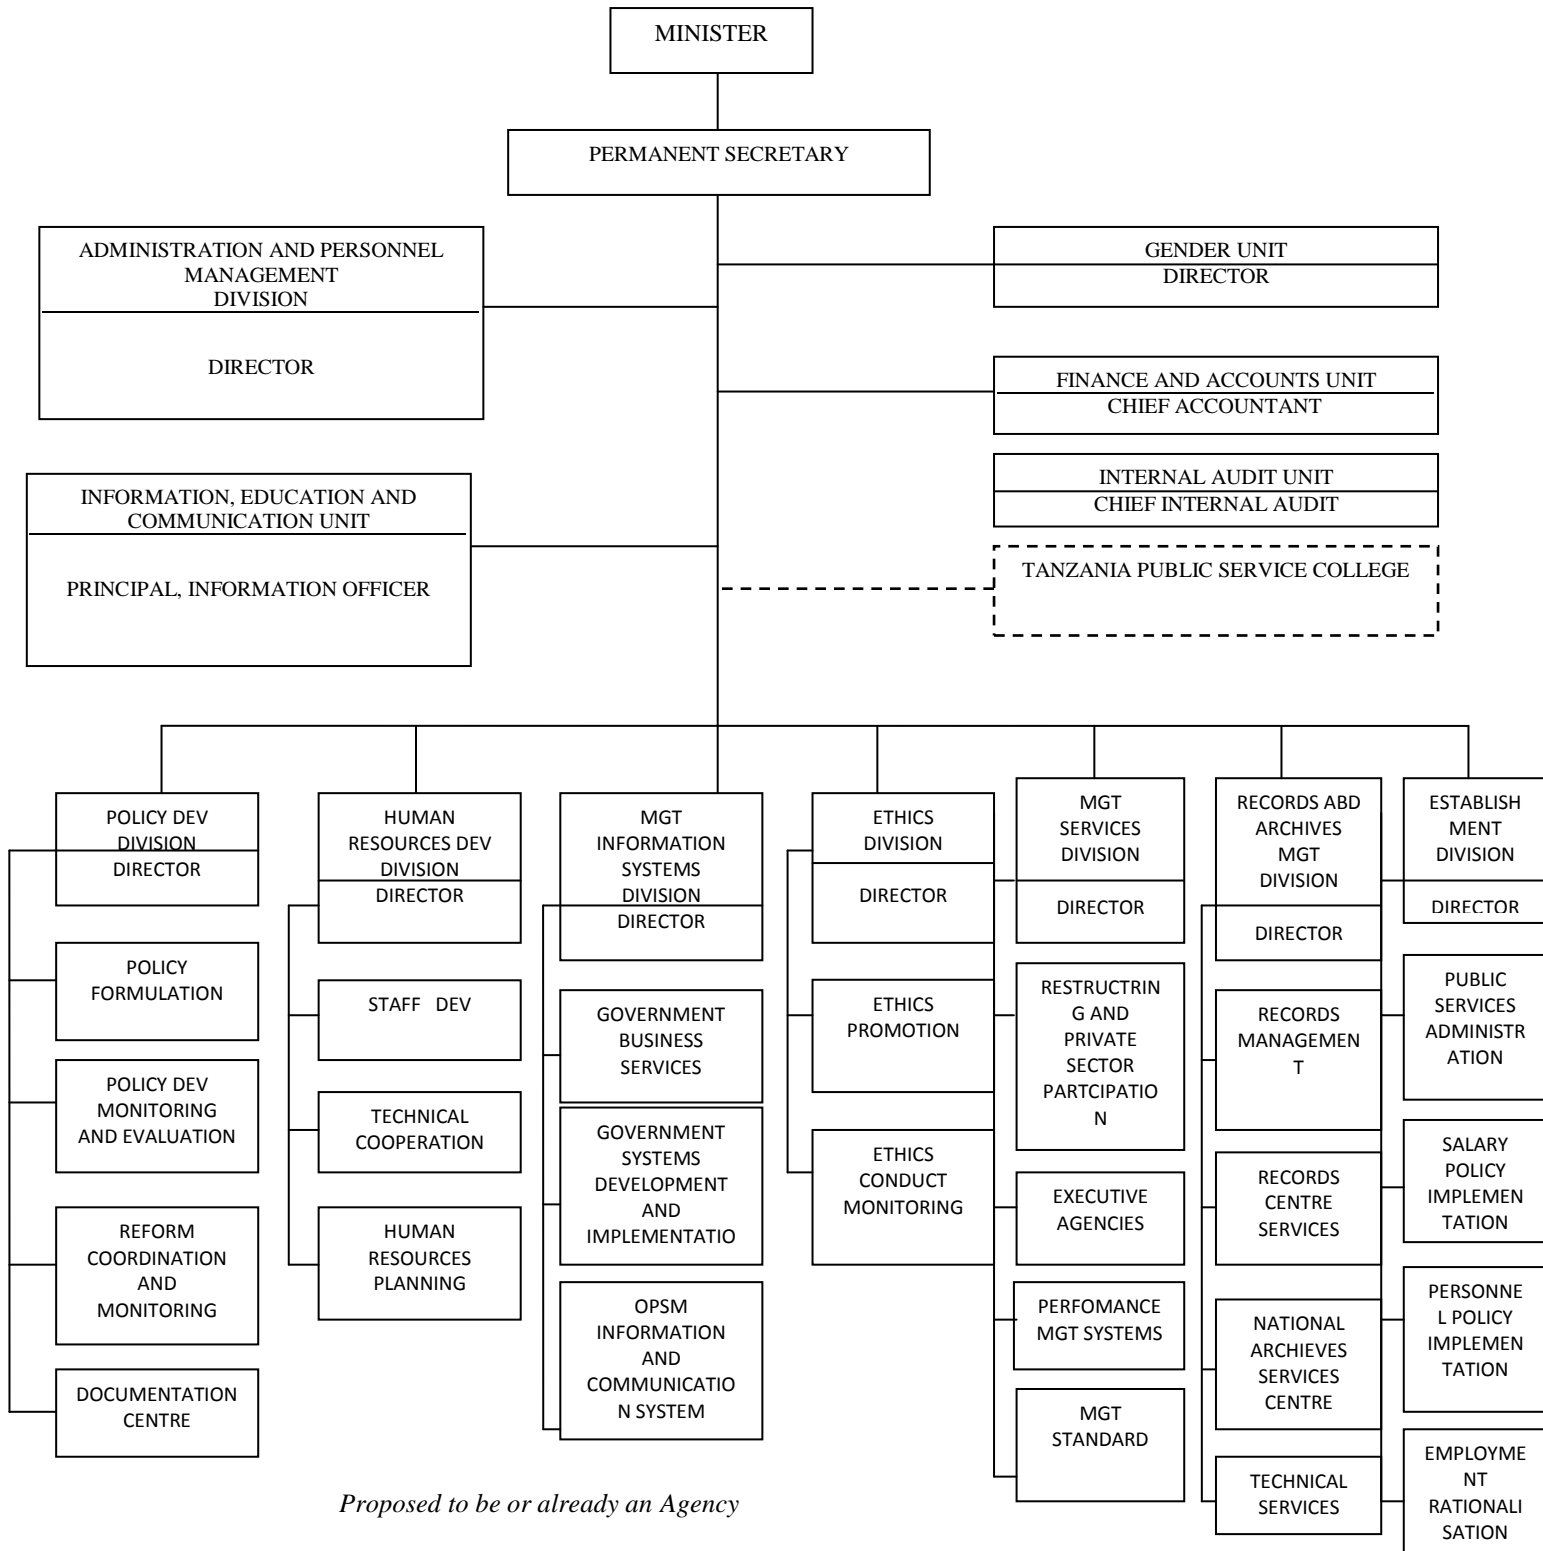 MINISTER
PERMANENT SECRETARY
ADMINISTRATION AND PERSONNEL
MANAGEMENT
DIVISION
DIRECTOR
GENDER UNIT
DIRECTOR
FINANCE AND ACCOUNTS UNIT
CHIEF ACCOUNTANT
INFORMATION, EDUCATION AND
COMMUNICATION UNIT
PRINCIPAL, INFORMATION OFFICER
INTERNAL AUDIT UNIT
CHIEF INTERNAL AUDIT
TANZANIA PUBLIC SERVICE COLLEGE
POLICY DEV
DIVISION
DIRECTOR
POLICY
FORMULATION
POLICY DEV
MONITORING
AND EVALUATION
REFORM
COORDINATION
AND
MONITORING
DOCUMENTATION
CENTRE
HUMAN
RESOURCES DEV
DIVISION
DIRECTOR
STAFF DEV
TECHNICAL
COOPERATION
HUMAN
RESOURCES
PLANNING
MGT
INFORMATION
SYSTEMS
DIVISION
DIRECTOR
GOVERNMENT
BUSINESS
SERVICES
GOVERNMENT
SYSTEMS
DEVELOPMENT
AND
IMPLEMENTATIO
OPSM
INFORMATION
AND
COMMUNICATIO
N SYSTEM
ETHICS
DIVISION
DIRECTOR
ETHICS
PROMOTION
ETHICS
CONDUCT
MONITORING
MGT
SERVICES
DIVISION
DIRECTOR
RESTRUCTRIN
G AND
PRIVATE
SECTOR
PARTCIPATIO
N
EXECUTIVE
AGENCIES
PERFOMANCE
MGT SYSTEMS
MGT
STANDARD
RECORDS ABD
ARCHIVES
MGT
DIVISION
DIRECTOR
RECORDS
MANAGEMEN
T
RECORDS
CENTRE
SERVICES
NATIONAL
ARCHIEVES
SERVICES
CENTRE
TECHNICAL
SERVICES
ESTABLISH
MENT
DIVISION
DIRECTOR
PUBLIC
SERVICES
ADMINISTR
ATION
SALARY
POLICY
IMPLEMEN
TATION
PERSONNE
L POLICY
IMPLEMEN
TATION
EMPLOYME
NT
RATIONALI
SATION
Proposed to be or already an Agency